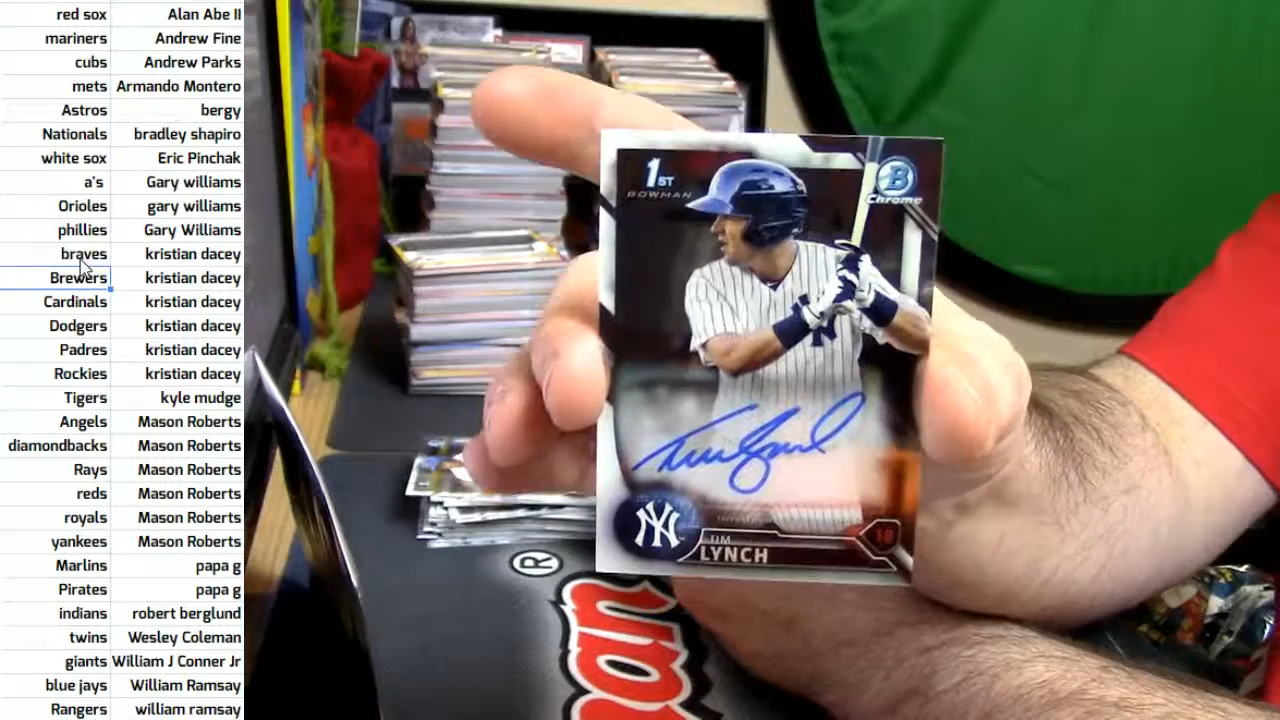 red sox Alan Abe II
mariners Andrew Fine
cubs Andrew Parks
mets Armando Montero
Astros bergy
Nationals bradley shapiro
white sox Eric Pinchak
a's Gary williams
Orioles gary williams
phillies Gary Williams
braves kristian dacey
Brewers kristian dacey
Cardinals kristian dacey
Dodgers kristian dacey
Padres kristian dacey
Rockies kristian dacey
Tigers kyle mudge
Angels Mason Roberts
diamondbacks Mason Roberts
Rays Mason Roberts
reds Mason Roberts
royals Mason Roberts
yankees Mason Roberts
Marlins papa g
Pirates papa g
indians robert berglund
twins Wesley Coleman
giants William J Conner Jr
blue jays William Ramsay
Rangers william ramsay
1ST
BOWMAN
B
Chrome
NY
TIM
LYNCH
1B
®